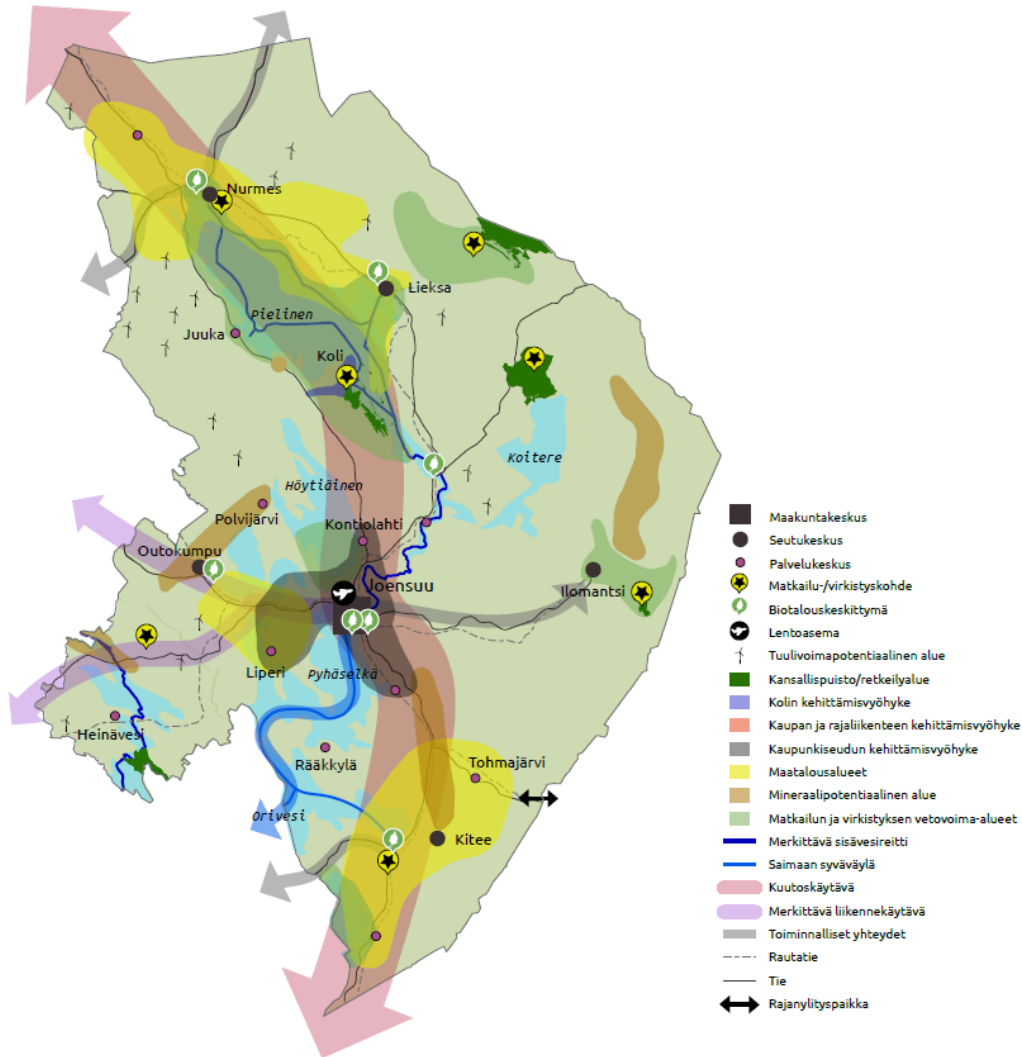 Nurmes
Lieksa
Pielinen
Juuka
Koli
Koitere
Höytiäinen
Polvijärvi
Kontiolahti
Outokumpu
Joensuu
Ilomantsi
Liperi
Pyhäselkä
Heinävesi
Rääkkylä
Tohmajärvi
Orivesi
Kitee
Maakuntakeskus
Seutukeskus
Palvelukeskus
Matkailu-/virkistyskohde
Biotalouskeskittymä
Lentoasema
Tuulivoimapotentiaalinen alue
Kansallispuisto/retkeilyalue
Kolin kehittämisvyöhyke
Kaupan ja rajaliikenteen kehittämisvyöhyke
Kaupunkiseudun kehittämisvyöhyke
Maatalousalueet
Mineraalipotentiaalinen alue
Matkailun ja virkistyksen vetovoima-alueet
Merkittävä sisävesireitti
Saimaan syväväylä
Kuutoskäytävä
Merkittävä liikennekäytävä
Toiminnalliset yhteydet
Rautatie
Tie
Rajanylityspaikka